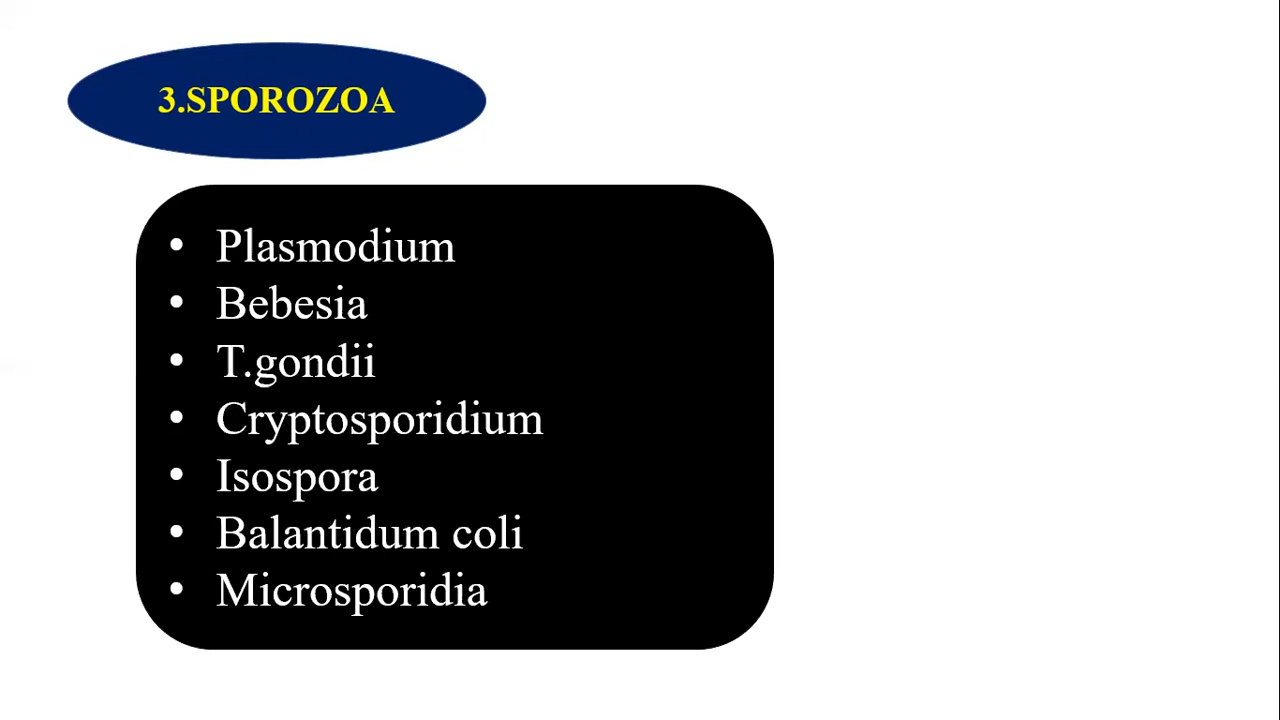 3.SPOROZOA
• Plasmodium
• Bebesia
• T.gondii
• Cryptosporidium
• Isospora
• Balantidum coli
• Microsporidia